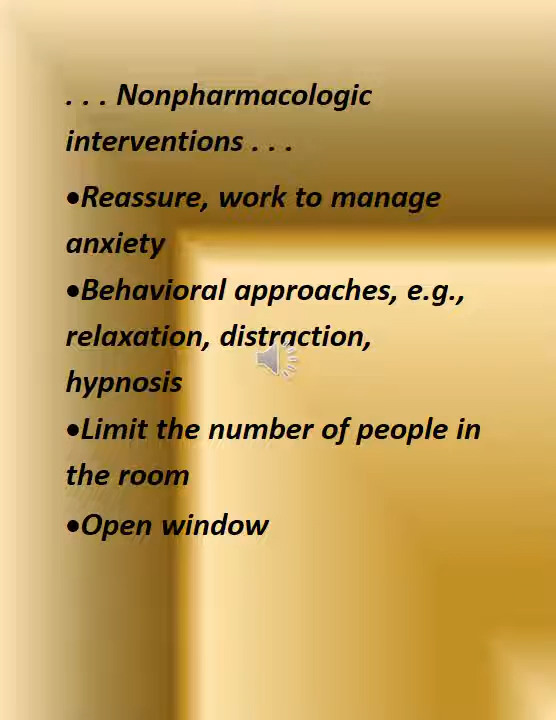 . . . Nonpharmacologic
interventions . . .
•Reassure, work to manage
anxiety
•Behavioral approaches, e.g.,
relaxation, distraction,
hypnosis
•Limit the number of people in
the room
•Open window